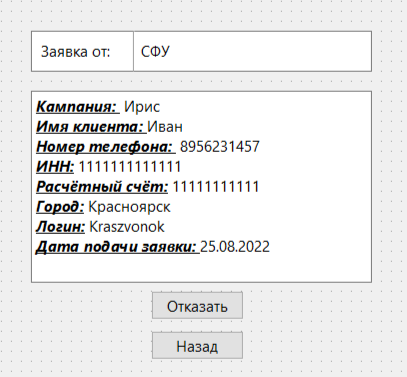 Заявка от: СФУ
Кампания: Ирис
Имя клиента: Иван
Номер телефона: 8956231457
ИНН: 1111111111111
Расчётный счёт: 11111111111
Город: Красноярск
Логин: Kraszvonok
Дата подачи заявки: 25.08.2022
Отказать
Назад